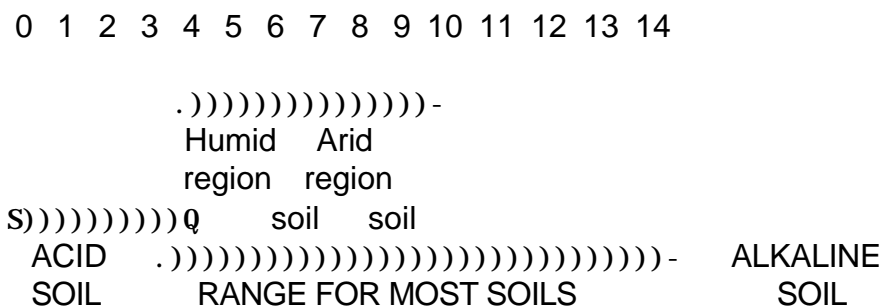 0 1 2 3 4 5 6 7 8 9 10 11 12 13 14
.)))))))))))))))-
Humid Arid
region region
S))))))))))Q soil soil
ACID .))))))))))))))))))))))))))))))))- ALKALINE
SOIL RANGE FOR MOST SOILS SOIL